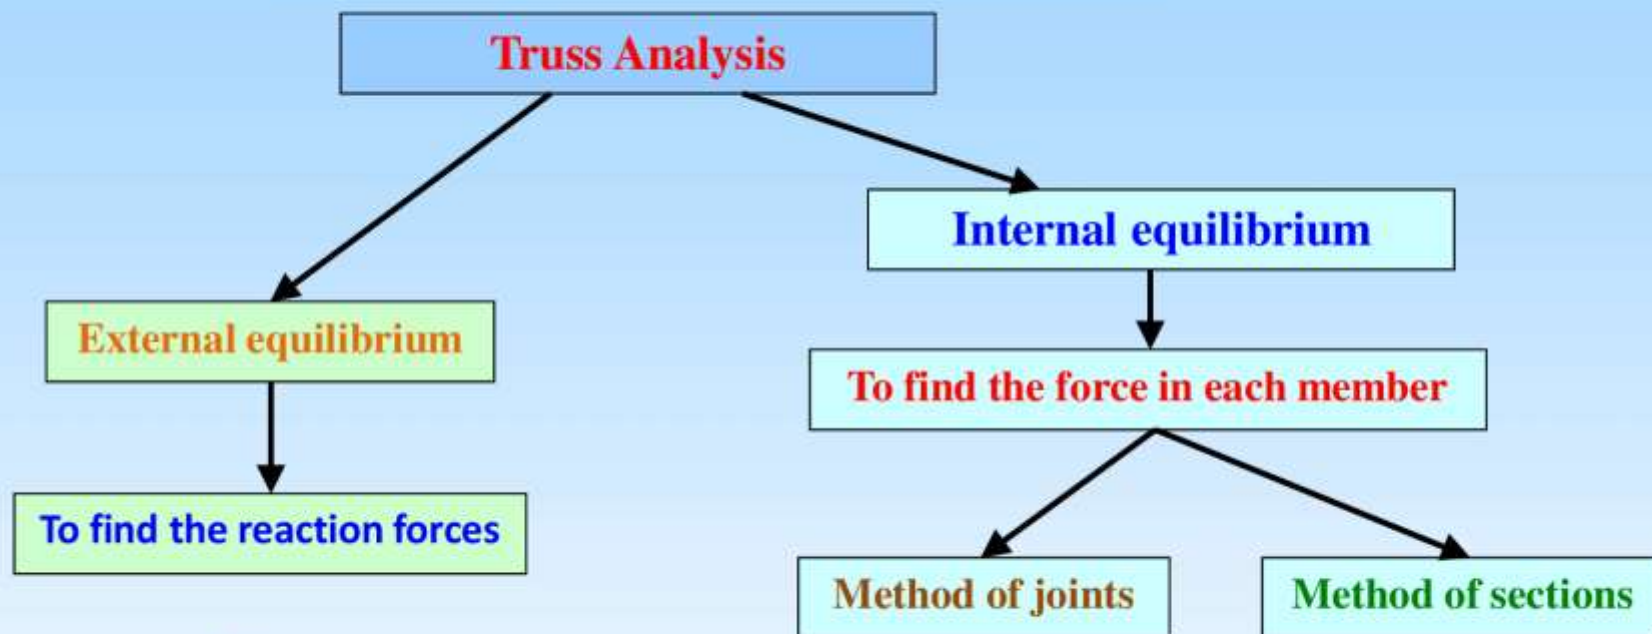 Truss Analysis
Internal equilibrium
External equilibrium
To find the force in each member
To find the reaction forces
Method of joints
Method of sections